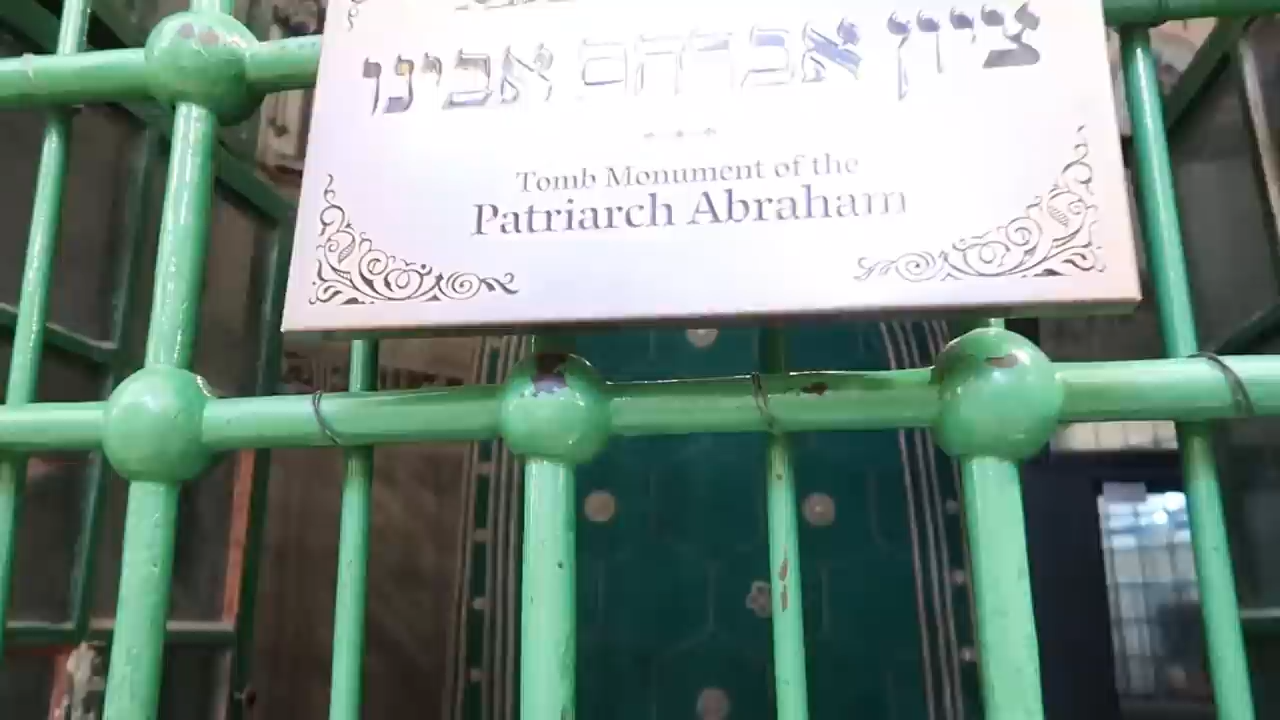 ציון אברהם אבינו
Tomb Monument of the
Patriarch Abraham